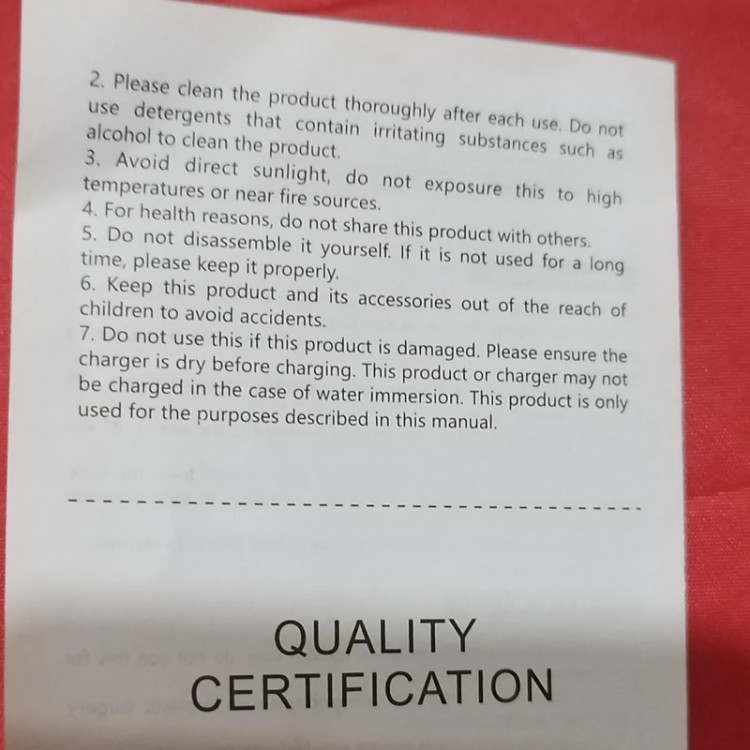 2. Please clean the product thoroughly after each use. Do not
use detergents that contain irritating substances such as
alcohol to clean the product.
3. Avoid direct sunlight, do not exposure this to high
temperatures or near fire sources.
4. For health reasons, do not share this product with others.
5. Do not disassemble it yourself. If it is not used for a long
time, please keep it properly.
6. Keep this product and its accessories out of the reach of
children to avoid accidents.
7. Do not use this if this product is damaged. Please ensure the
charger is dry before charging. This product or charger may not
be charged in the case of water immersion. This product is only
used for the purposes described in this manual.
QUALITY
CERTIFICATION